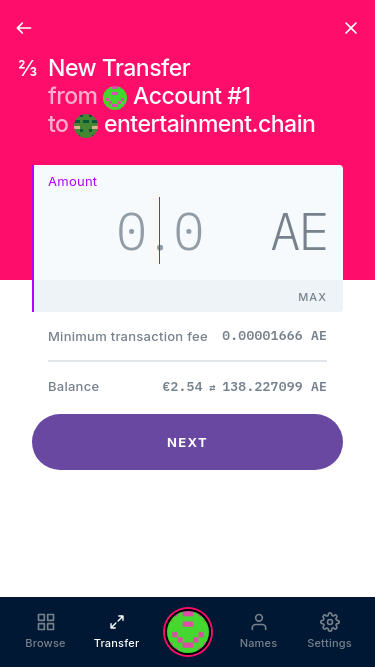 ⅔ New Transfer
from Account #1
to entertainment.chain
Amount
0.0 AE
MAX
Minimum transaction fee 0.00001666 AE
Balance €2.54 ⇄ 138.227099 AE
NEXT
Browse Transfer Names Settings